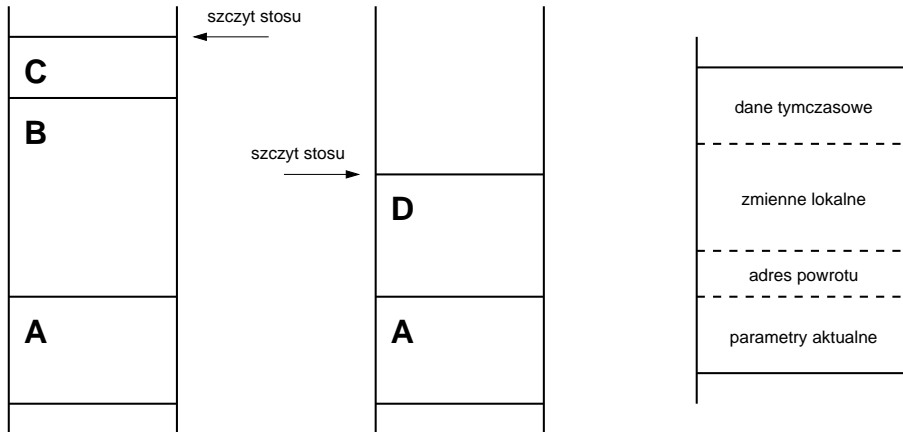 szczyt stosu
C
B
A
szczyt stosu
D
A
dane tymczasowe
zmienne lokalne
adres powrotu
parametry aktualne